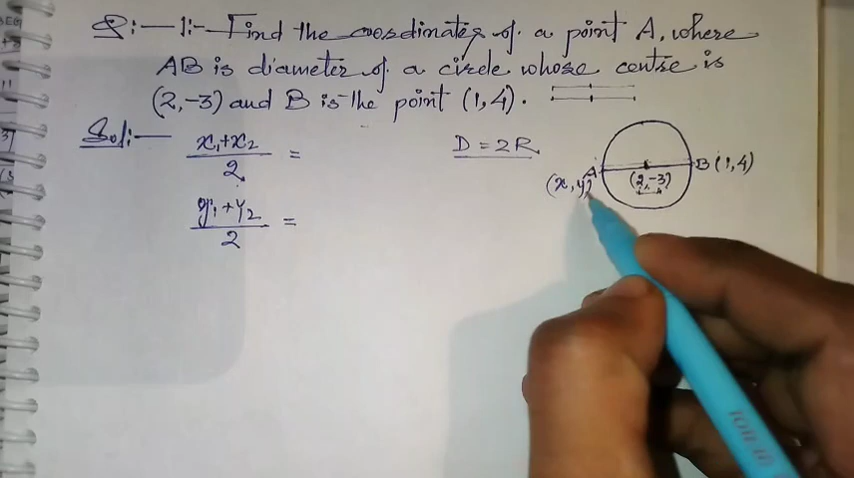 Q:— 1:- Find the coordinates of a point A, where
AB is diameter of a circle whose centre is
(2,-3) and B is the point (1,4).
Sol:—
x₁+x₂/2 =
y₁+y₂/2 =
D = 2R
A
(x, y)
(2,-3)
B (1,4)